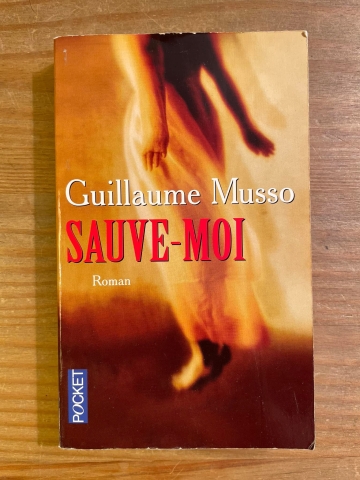 Guillaume Musso
SAUVE-MOI
Roman
POCKET